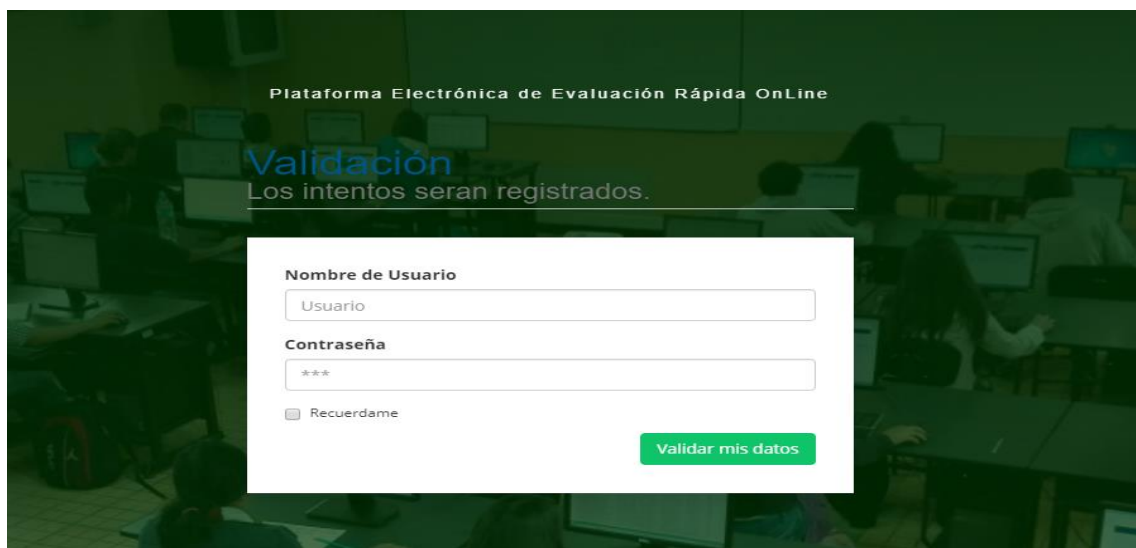 Plataforma Electrónica de Evaluación Rápida OnLine
Validación
Los intentos seran registrados.
Nombre de Usuario
Usuario
Contraseña
***
Recuerdame
Validar mis datos